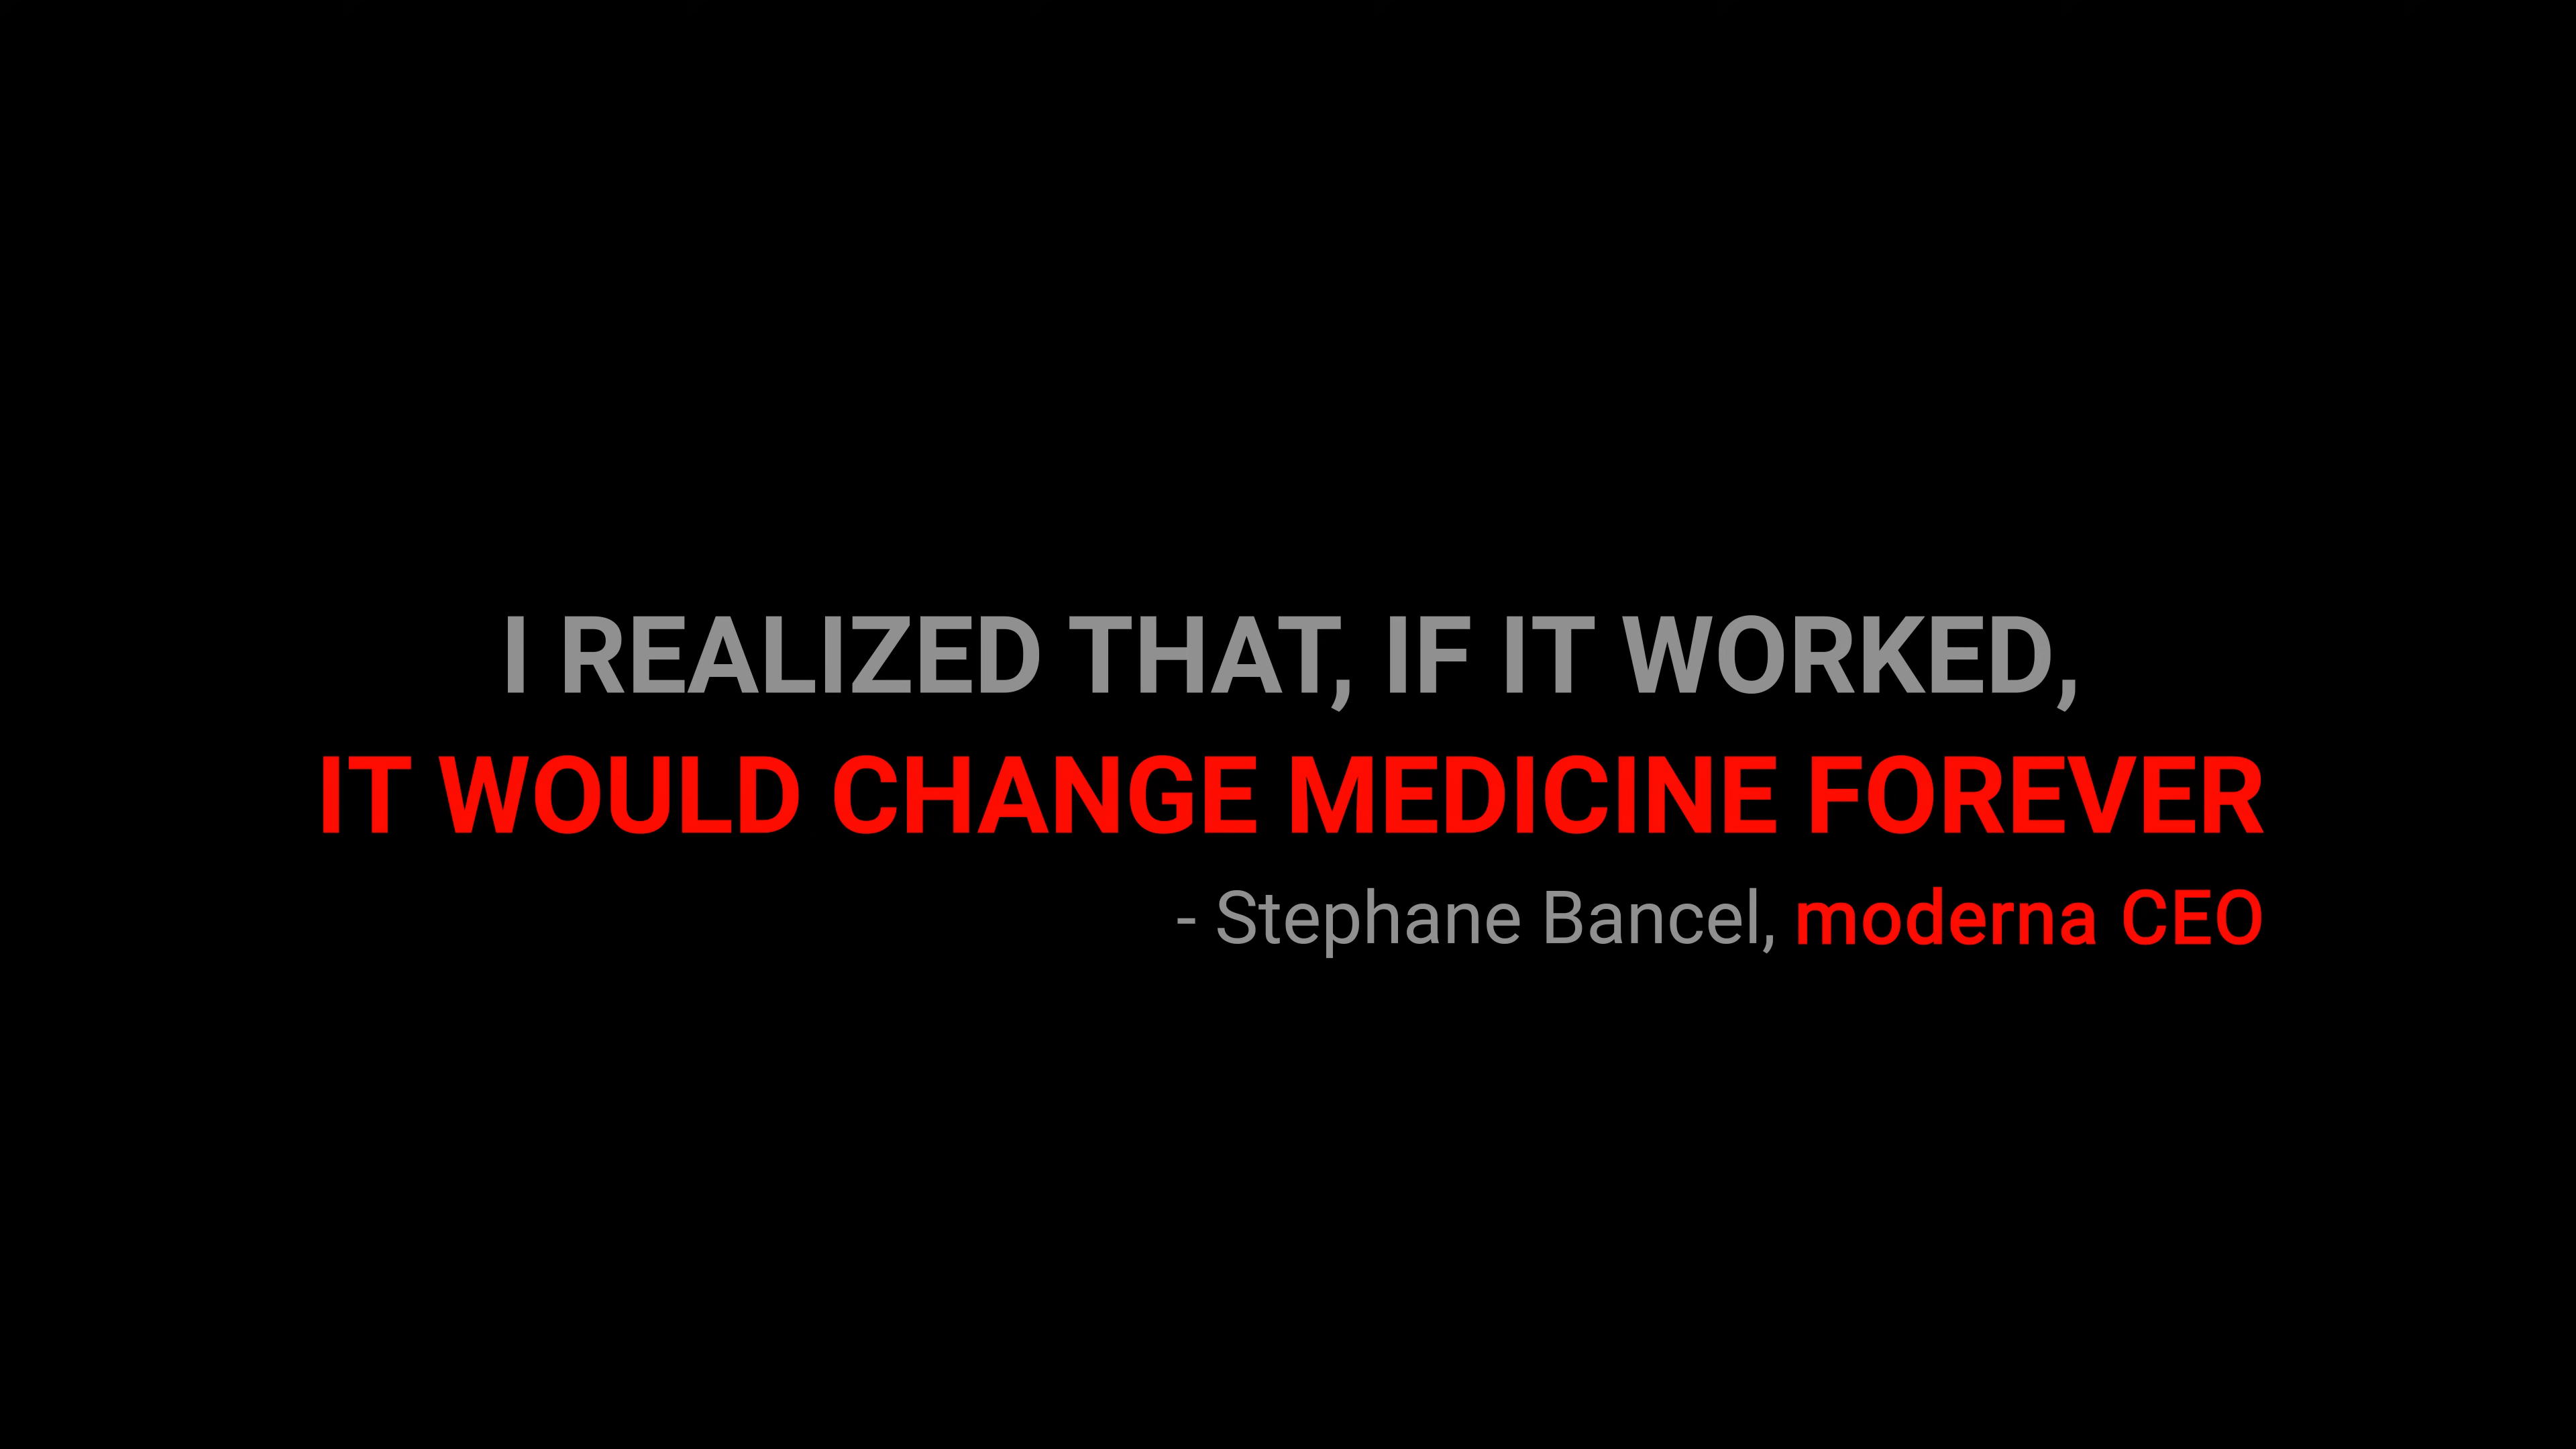 I REALIZED THAT, IF IT WORKED,
IT WOULD CHANGE MEDICINE FOREVER
- Stephane Bancel, moderna CEO